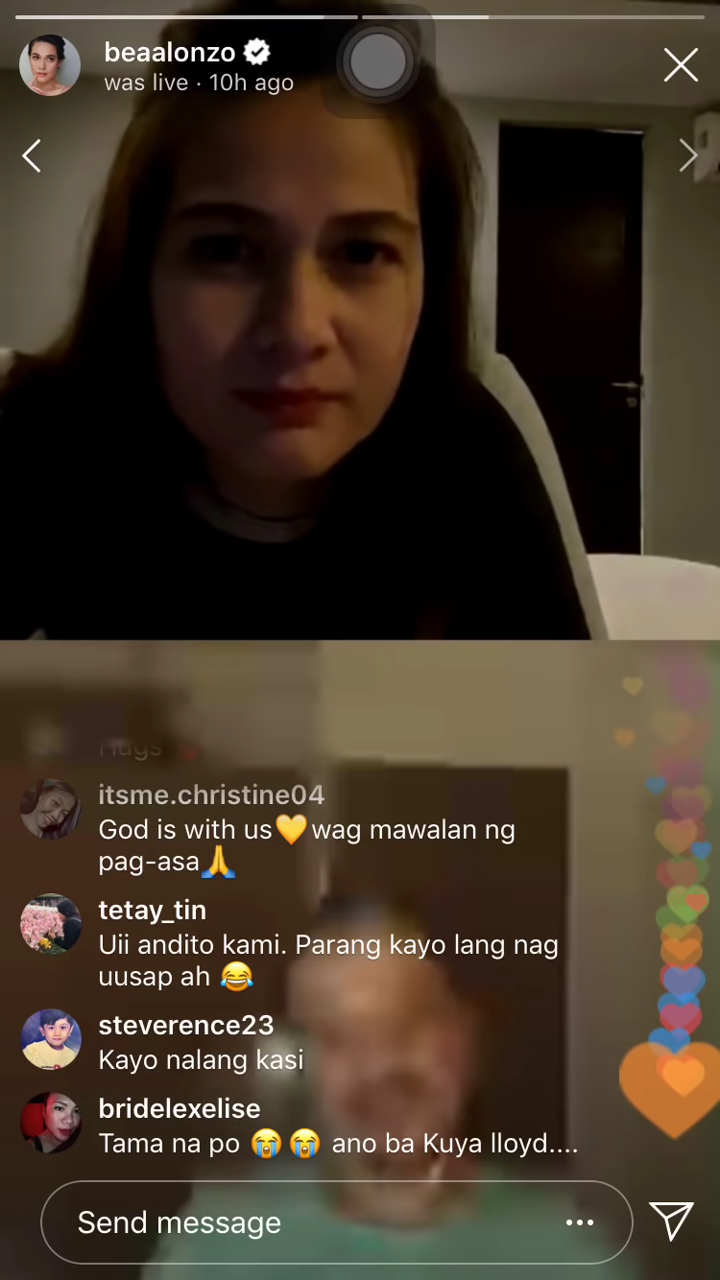 beaalonzo
was live · 10h ago
Hugs
itsme.christine04
God is with us💛wag mawalan ng
pag-asa🙏
tetay_tin
Uii andito kami. Parang kayo lang nag
uusap ah 😂
steverence23
Kayo nalang kasi
bridelexelise
Tama na po 😭 😭 ano ba Kuya lloyd....
Send message